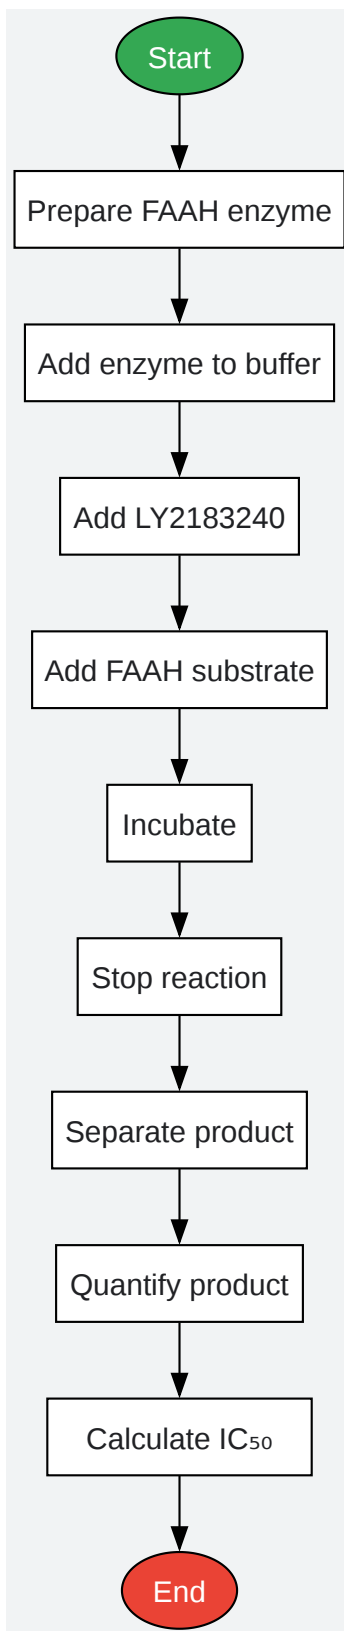 Start
Prepare FAAH enzyme
Add enzyme to buffer
Add LY2183240
Add FAAH substrate
Incubate
Stop reaction
Separate product
Quantify product
Calculate IC₅₀
End